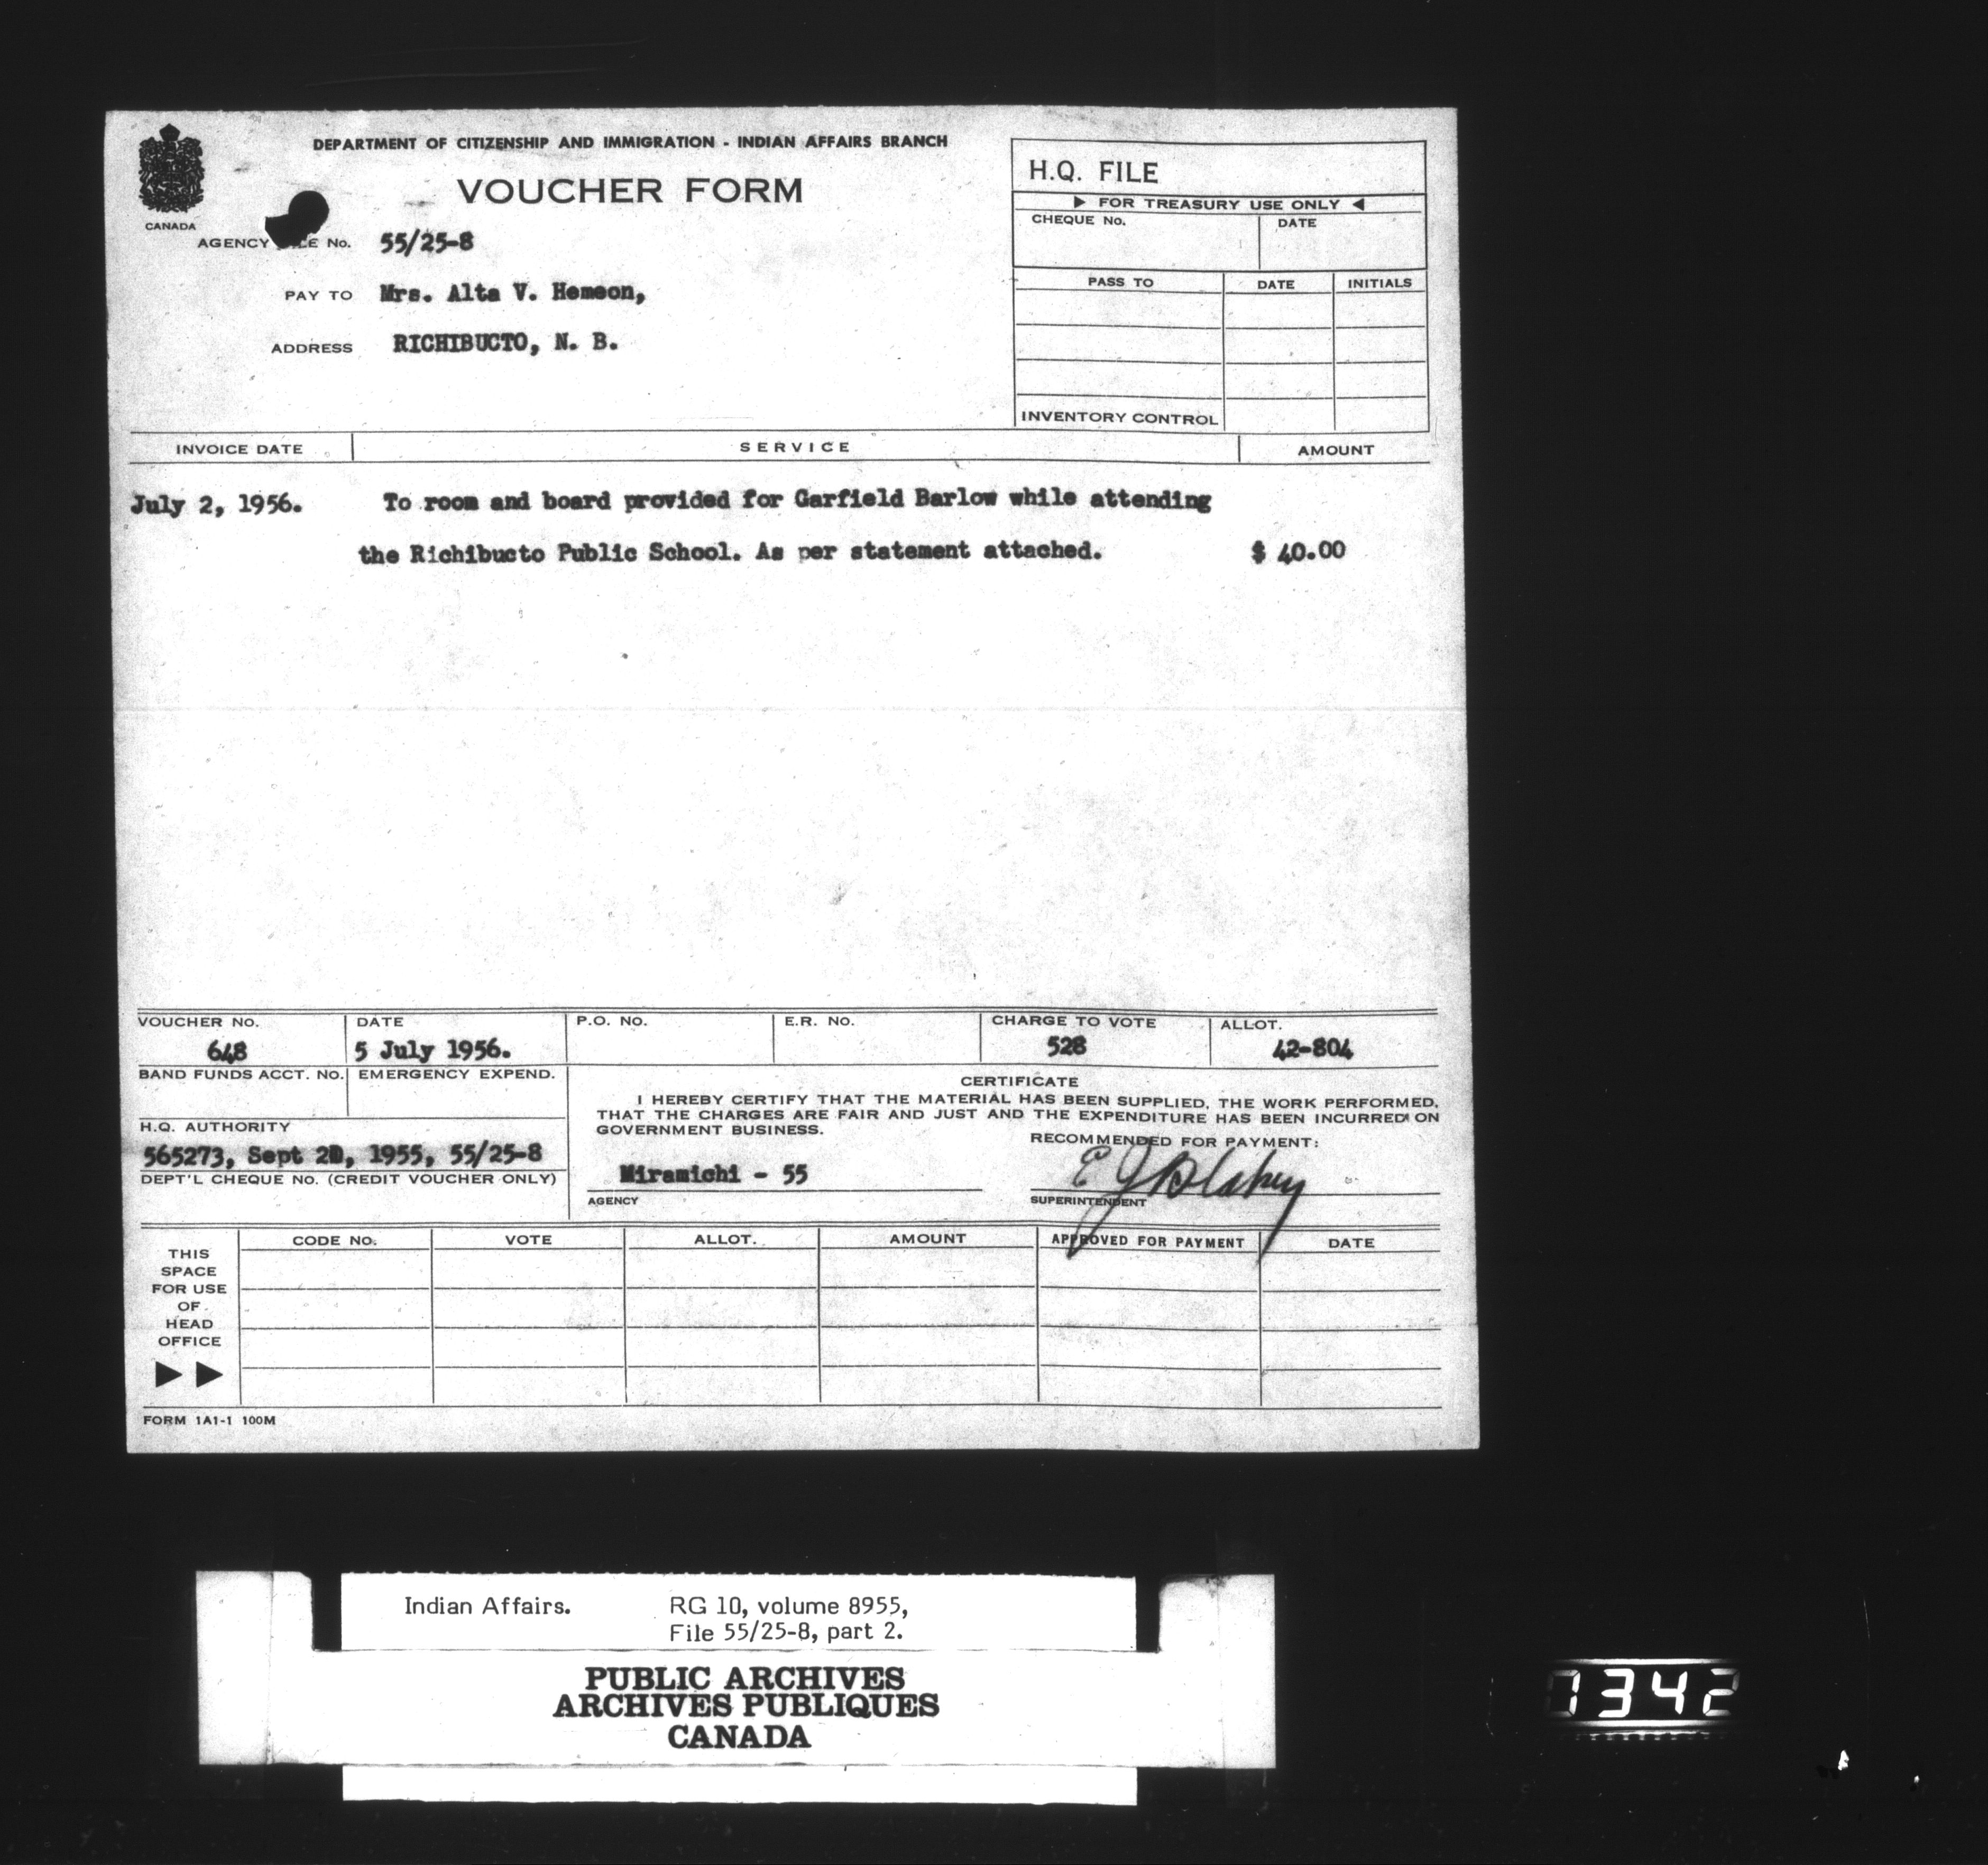 DEPARTMENT OF CITIZENSHIP AND IMMIGRATION - INDIAN AFFAIRS BRANCH
VOUCHER FORM
CANADA
AGENCY FILE No. 55/25-8
PAY TO Mrs. Alta V. Hemeon,
ADDRESS RICHIBUCTO, N. B.
H.Q. FILE
▶ FOR TREASURY USE ONLY ◀
CHEQUE No. DATE
PASS TO DATE INITIALS
INVENTORY CONTROL
INVOICE DATE SERVICE AMOUNT
July 2, 1956. To room and board provided for Garfield Barlow while attending
the Richibucto Public School. As per statement attached. $ 40.00
VOUCHER NO. DATE P.O. NO. E.R. NO. CHARGE TO VOTE ALLOT.
648 5 July 1956. 528 42-804
BAND FUNDS ACCT. NO. EMERGENCY EXPEND.
H.Q. AUTHORITY
565273, Sept 20, 1955, 55/25-8
DEPT'L CHEQUE NO. (CREDIT VOUCHER ONLY)
CERTIFICATE
I HEREBY CERTIFY THAT THE MATERIAL HAS BEEN SUPPLIED, THE WORK PERFORMED,
THAT THE CHARGES ARE FAIR AND JUST AND THE EXPENDITURE HAS BEEN INCURRED ON
GOVERNMENT BUSINESS.
RECOMMENDED FOR PAYMENT:
Miramichi - 55
AGENCY SUPERINTENDENT
THIS SPACE FOR USE OF HEAD OFFICE ▶▶
CODE NO. VOTE ALLOT. AMOUNT APPROVED FOR PAYMENT DATE
FORM 1A1-1 100M
Indian Affairs. RG 10, volume 8955,
File 55/25-8, part 2.
PUBLIC ARCHIVES
ARCHIVES PUBLIQUES
CANADA
1342